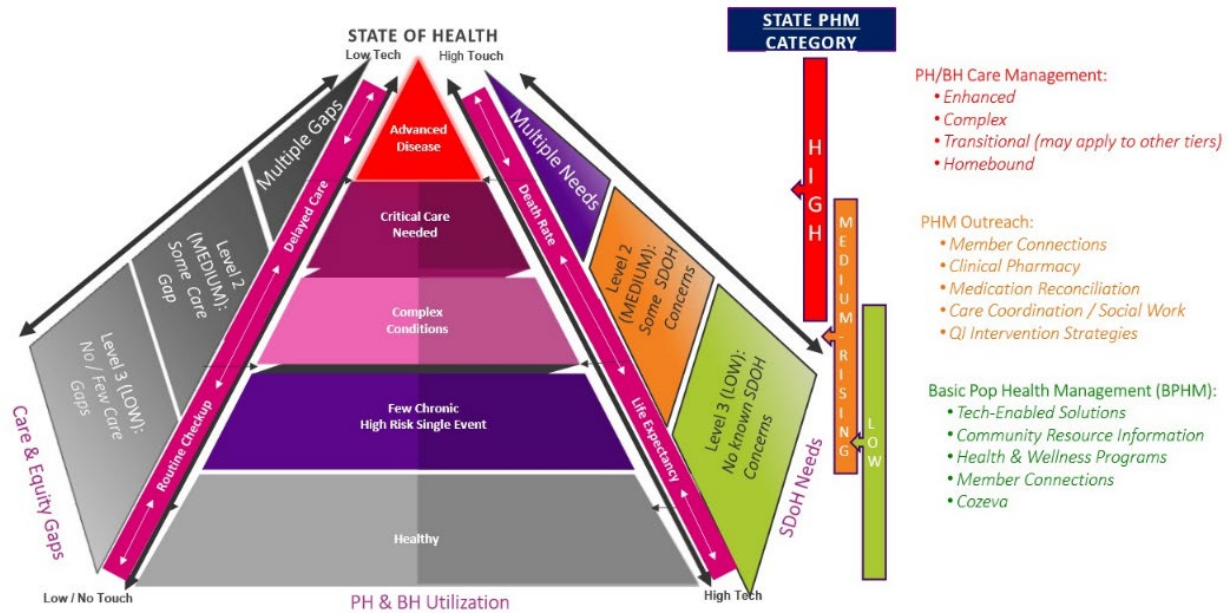 STATE OF HEALTH
Low Tech
High Touch
STATE PHM
CATEGORY
Multiple Gaps
Level 2
(MEDIUM):
Some Care
Gap
Level 3 (LOW):
No / Few Care
Gaps
Care & Equity Gaps
Delayed Care
Routine Checkup
Advanced
Disease
Critical Care
Needed
Complex
Conditions
Few Chronic
High Risk Single Event
Healthy
Death Rate
Life Expectancy
Multiple Needs
Level 2
(MEDIUM):
Some SDOH
Concerns
Level 3 (LOW):
No known SDOH
Concerns
SDoH Needs
Low / No Touch
PH & BH Utilization
High Tech
HIGH
MEDIUM-RISING
LOW
PH/BH Care Management:
• Enhanced
• Complex
• Transitional (may apply to other tiers)
• Homebound
PHM Outreach:
• Member Connections
• Clinical Pharmacy
• Medication Reconciliation
• Care Coordination / Social Work
• QI Intervention Strategies
Basic Pop Health Management (BPHM):
• Tech-Enabled Solutions
• Community Resource Information
• Health & Wellness Programs
• Member Connections
• Cozeva